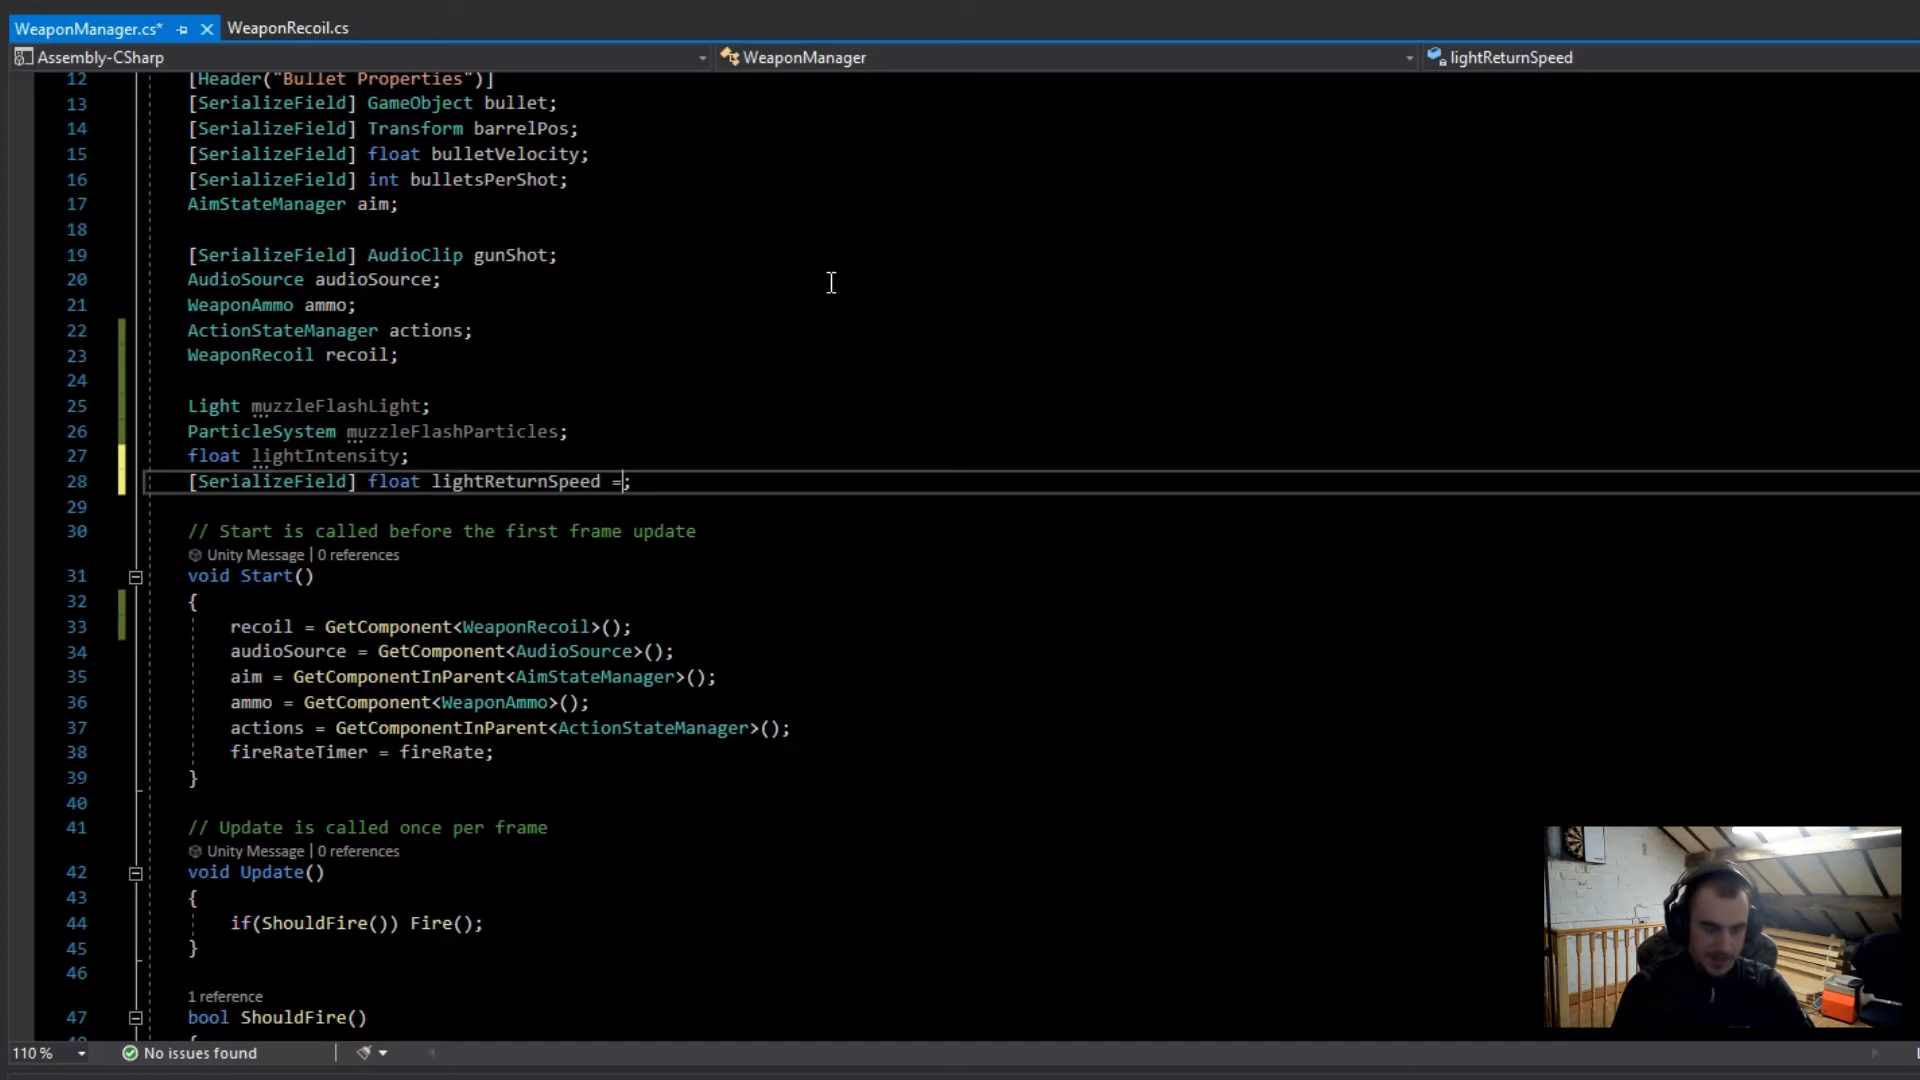 WeaponManager.cs*
WeaponRecoil.cs
Assembly-CSharp
WeaponManager
lightReturnSpeed
12 [Header("Bullet Properties")]
13 [SerializeField] GameObject bullet;
14 [SerializeField] Transform barrelPos;
15 [SerializeField] float bulletVelocity;
16 [SerializeField] int bulletsPerShot;
17 AimStateManager aim;
18
19 [SerializeField] AudioClip gunShot;
20 AudioSource audioSource;
21 WeaponAmmo ammo;
22 ActionStateManager actions;
23 WeaponRecoil recoil;
24
25 Light muzzleFlashLight;
26 ParticleSystem muzzleFlashParticles;
27 float lightIntensity;
28 [SerializeField] float lightReturnSpeed =;
29
30 // Start is called before the first frame update
Unity Message | 0 references
31 void Start()
32 {
33 recoil = GetComponent<WeaponRecoil>();
34 audioSource = GetComponent<AudioSource>();
35 aim = GetComponentInParent<AimStateManager>();
36 ammo = GetComponent<WeaponAmmo>();
37 actions = GetComponentInParent<ActionStateManager>();
38 fireRateTimer = fireRate;
39 }
40
41 // Update is called once per frame
Unity Message | 0 references
42 void Update()
43 {
44 if(ShouldFire()) Fire();
45 }
46
1 reference
47 bool ShouldFire()
110 %
No issues found